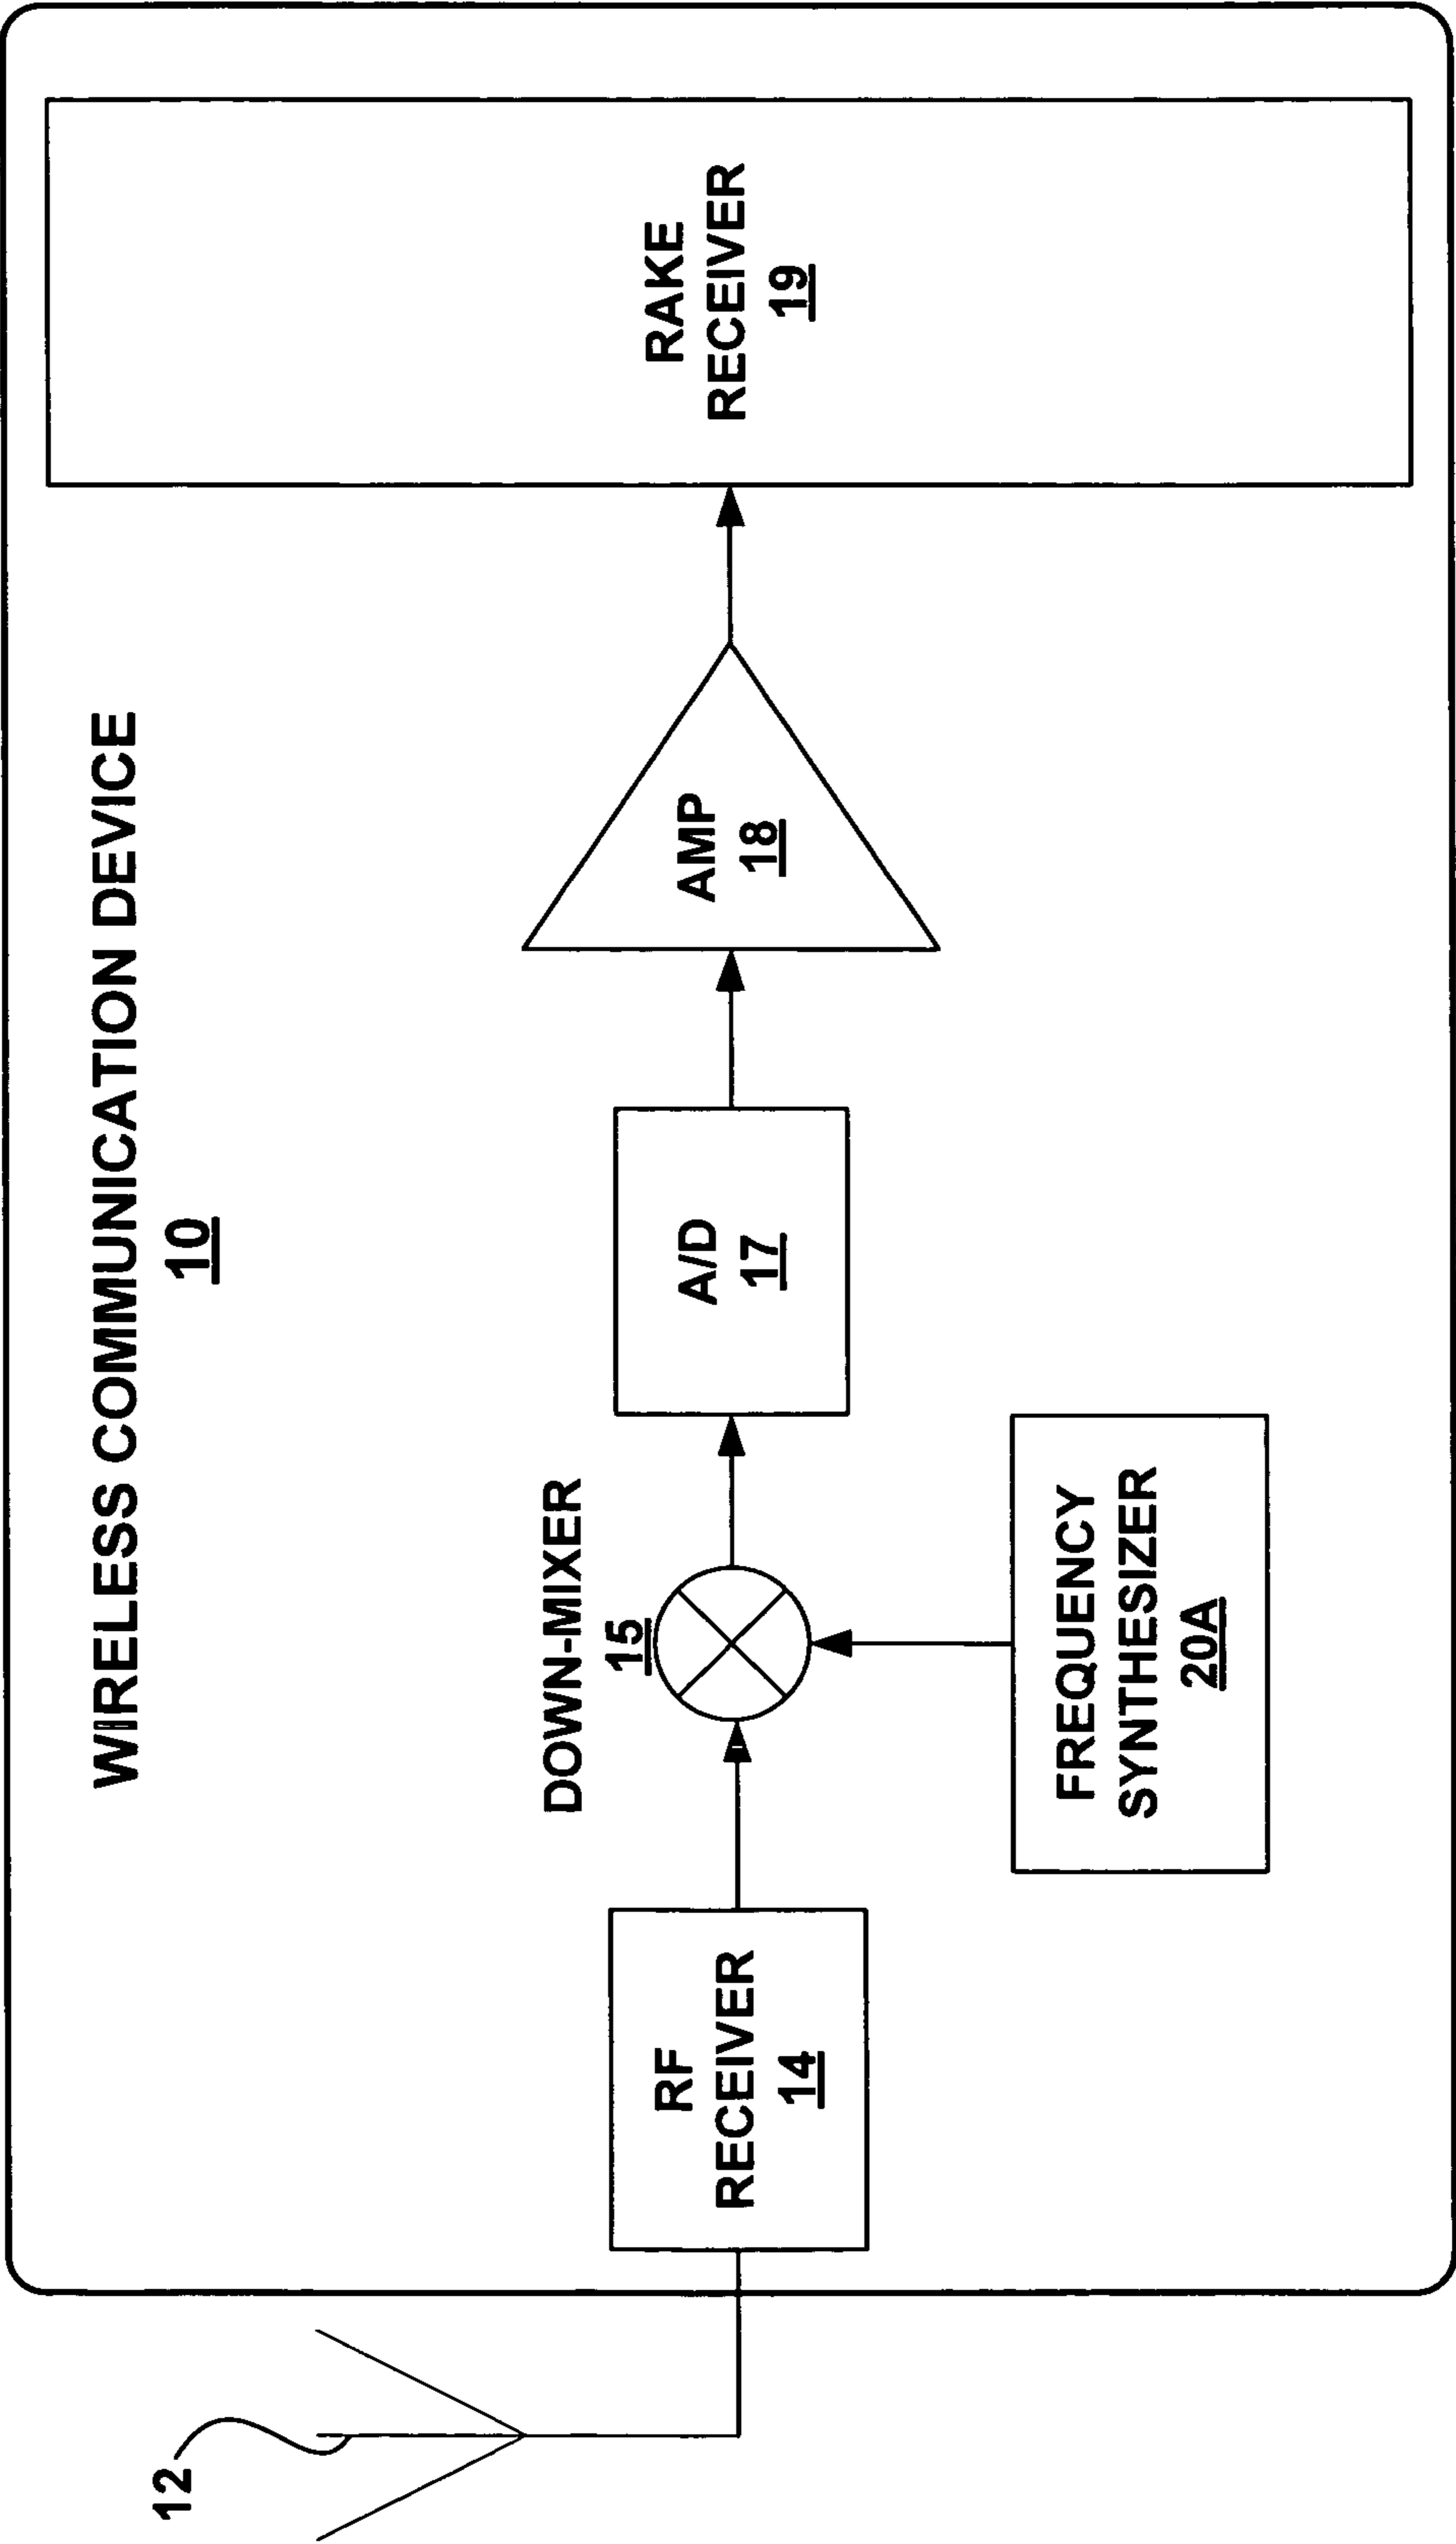 WIRELESS COMMUNICATION DEVICE
10
12
RF
RECEIVER
14
DOWN-MIXER
15
FREQUENCY
SYNTHESIZER
20A
A/D
17
AMP
18
RAKE
RECEIVER
19